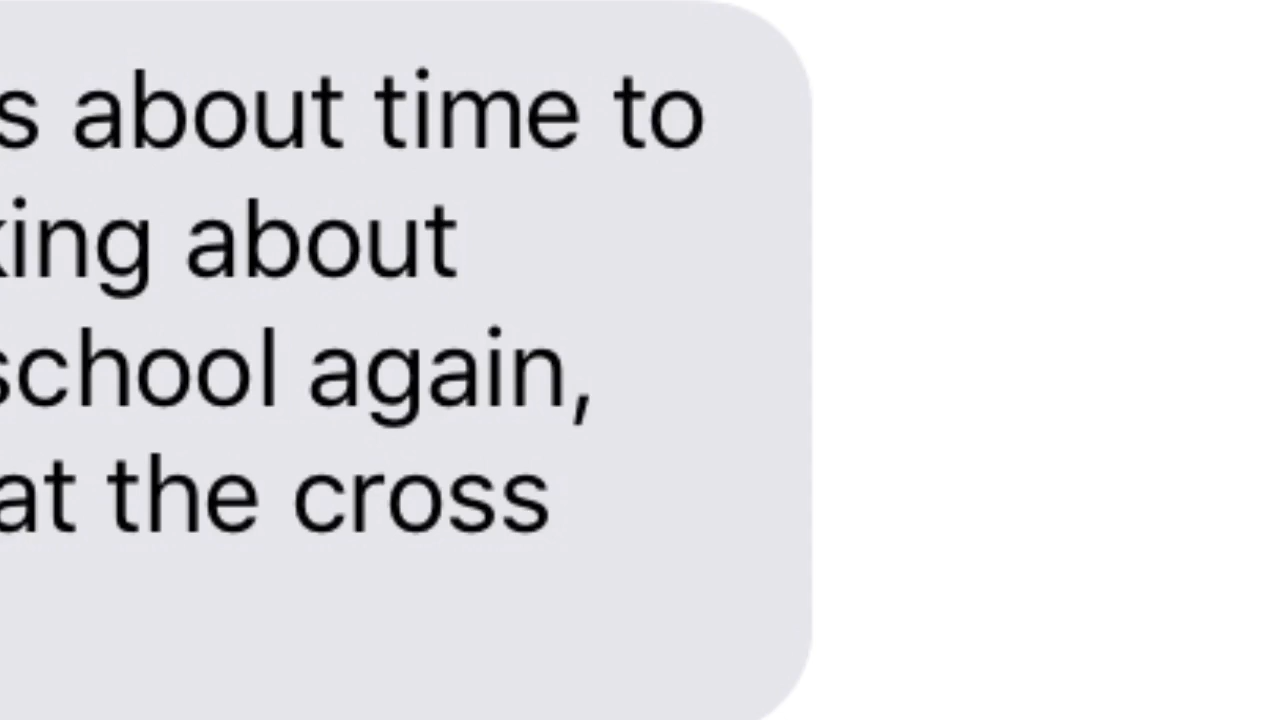 s about time to
king about
school again,
at the cross